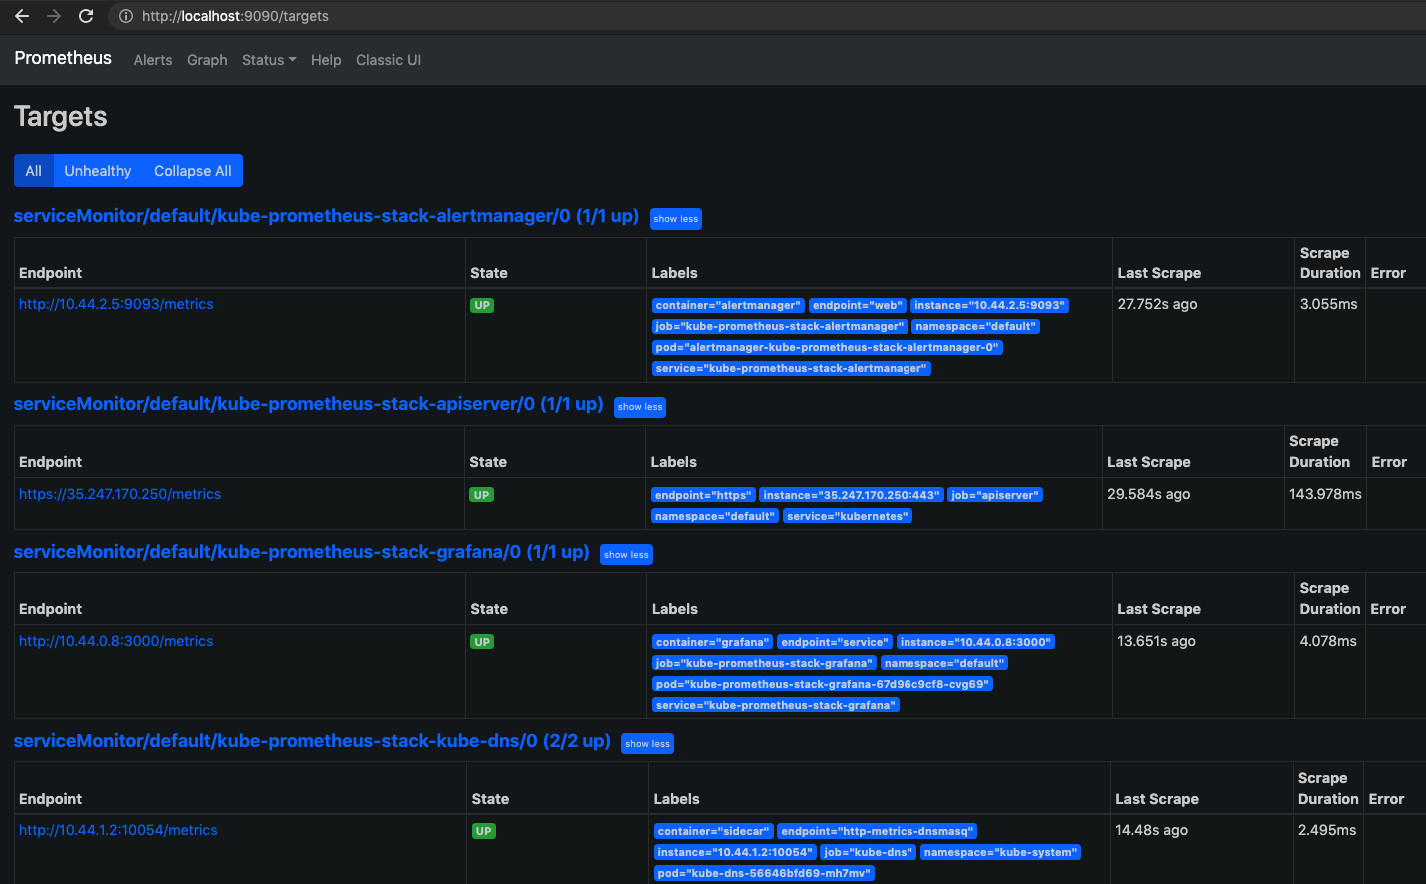 http://localhost:9090/targets
Prometheus Alerts Graph Status Help Classic UI
Targets
All Unhealthy Collapse All
serviceMonitor/default/kube-prometheus-stack-alertmanager/0 (1/1 up) show less
Endpoint State Labels Last Scrape Scrape Duration Error
http://10.44.2.5:9093/metrics UP container="alertmanager" endpoint="web" instance="10.44.2.5:9093" 27.752s ago 3.055ms
job="kube-prometheus-stack-alertmanager" namespace="default"
pod="alertmanager-kube-prometheus-stack-alertmanager-0"
service="kube-prometheus-stack-alertmanager"
serviceMonitor/default/kube-prometheus-stack-apiserver/0 (1/1 up) show less
Endpoint State Labels Last Scrape Scrape Duration Error
https://35.247.170.250/metrics UP endpoint="https" instance="35.247.170.250:443" job="apiserver" 29.584s ago 143.978ms
namespace="default" service="kubernetes"
serviceMonitor/default/kube-prometheus-stack-grafana/0 (1/1 up) show less
Endpoint State Labels Last Scrape Scrape Duration Error
http://10.44.0.8:3000/metrics UP container="grafana" endpoint="service" instance="10.44.0.8:3000" 13.651s ago 4.078ms
job="kube-prometheus-stack-grafana" namespace="default"
pod="kube-prometheus-stack-grafana-67d96c9cf8-cvg69"
service="kube-prometheus-stack-grafana"
serviceMonitor/default/kube-prometheus-stack-kube-dns/0 (2/2 up) show less
Endpoint State Labels Last Scrape Scrape Duration Error
http://10.44.1.2:10054/metrics UP container="sidecar" endpoint="http-metrics-dnsmasq" 14.48s ago 2.495ms
instance="10.44.1.2:10054" job="kube-dns" namespace="kube-system"
pod="kube-dns-56646bfd69-mh7mv"